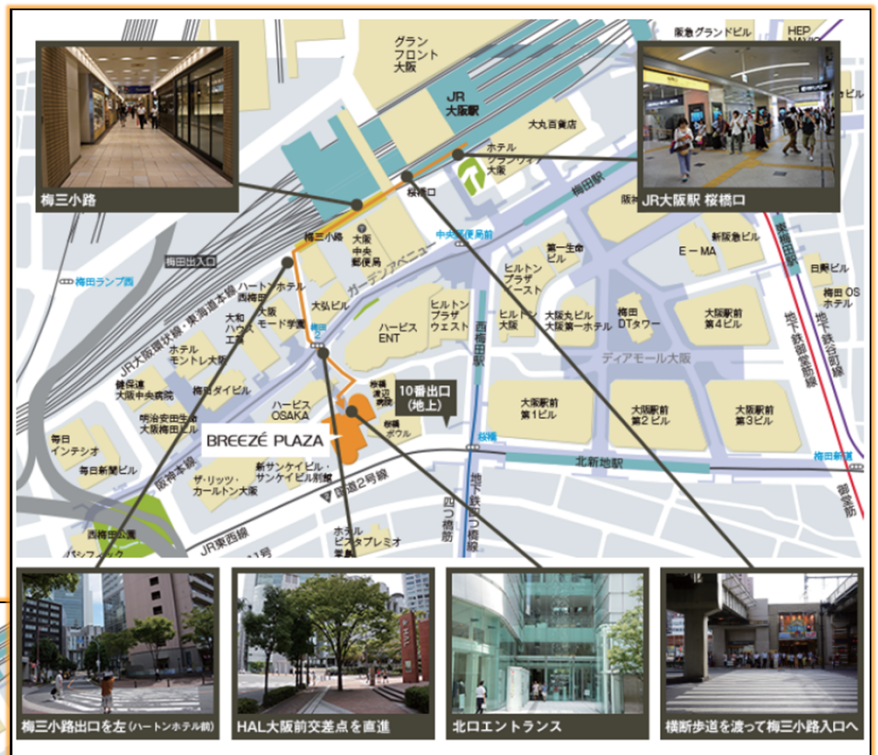 グラン
フロント
大阪
阪急グランドビル
HEP
JR
大阪駅
大丸百貨店
ホテル
グランヴィア
大阪
梅三小路
桜橋口
JR大阪駅 桜橋口
梅田駅
梅三小路
大阪
中央
郵便局
中央郵便局前
新阪急ビル
E－MA
東梅田駅
梅田出入口
梅田ランプ西
ガーデンアベニュー
第一生命
ビル
日野ビル
梅田 OS
ホテル
ハートンホテル
西梅田
JR大阪環状線・東海道本線
大弘ビル
大阪
モード学園
大和
ハウス
工業
梅田
2
ヒルトン
プラザ
イースト
ヒルトン
大阪
大阪丸ビル
大阪第一ホテル
梅田
DTタワー
大阪駅前
第4ビル
ヒルトン
プラザ
ウェスト
ハービス
ENT
西梅田駅
ディアモール大阪
地下鉄御堂筋線
地下鉄谷町線
ホテル
モントレ大阪
健保連
大阪中央病院
梅田ダイビル
明治安田生命
大阪梅田ビル
ハービス
OSAKA
桜橋
渡辺
病院
10番出口
(地上)
桜橋
ボウル
大阪駅前
第1ビル
大阪駅前
第2ビル
大阪駅前
第3ビル
BREEZÉ PLAZA
毎日
インテシオ
毎日新聞ビル
阪神本線
ザ・リッツ・
カールトン大阪
新サンケイビル・
サンケイビル別館
国道2号線
桜橋
北新地駅
梅田新道
御堂筋
西梅田公園
パシフィック
JR東西線
11号
ホテル
ビスタプレミオ
四つ橋筋
地下鉄四つ橋線
梅三小路出口を左(ハートンホテル前)
HAL大阪前交差点を直進
北口エントランス
横断歩道を渡って梅三小路入口へ